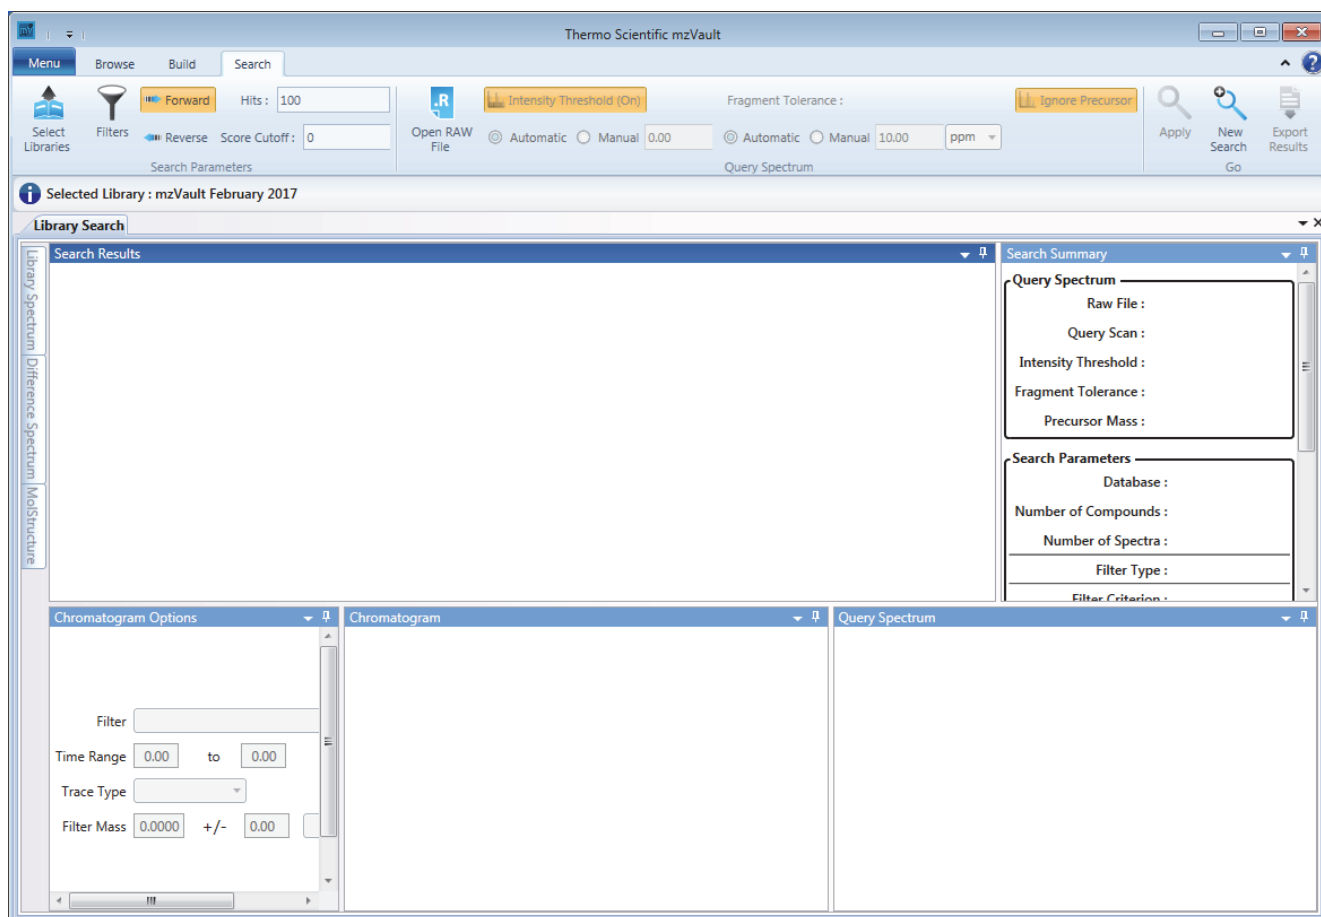 Thermo Scientific mzVault
Menu Browse Build Search
Forward Hits : 100
Intensity Threshold (On) Fragment Tolerance : Ignore Precursor
Reverse Score Cutoff : 0
Automatic Manual 0.00 Automatic Manual 10.00 ppm
Select Libraries
Filters
Open RAW File
Apply
New Search
Export Results
Search Parameters Query Spectrum Go
Selected Library : mzVault February 2017
Library Search
Library Spectrum
Difference Spectrum
MolStructure
Search Results
Search Summary
Query Spectrum
Raw File :
Query Scan :
Intensity Threshold :
Fragment Tolerance :
Precursor Mass :
Search Parameters
Database :
Number of Compounds :
Number of Spectra :
Filter Type :
Filter Criterion :
Chromatogram Options
Filter
Time Range 0.00 to 0.00
Trace Type
Filter Mass 0.0000 +/- 0.00
Chromatogram
Query Spectrum